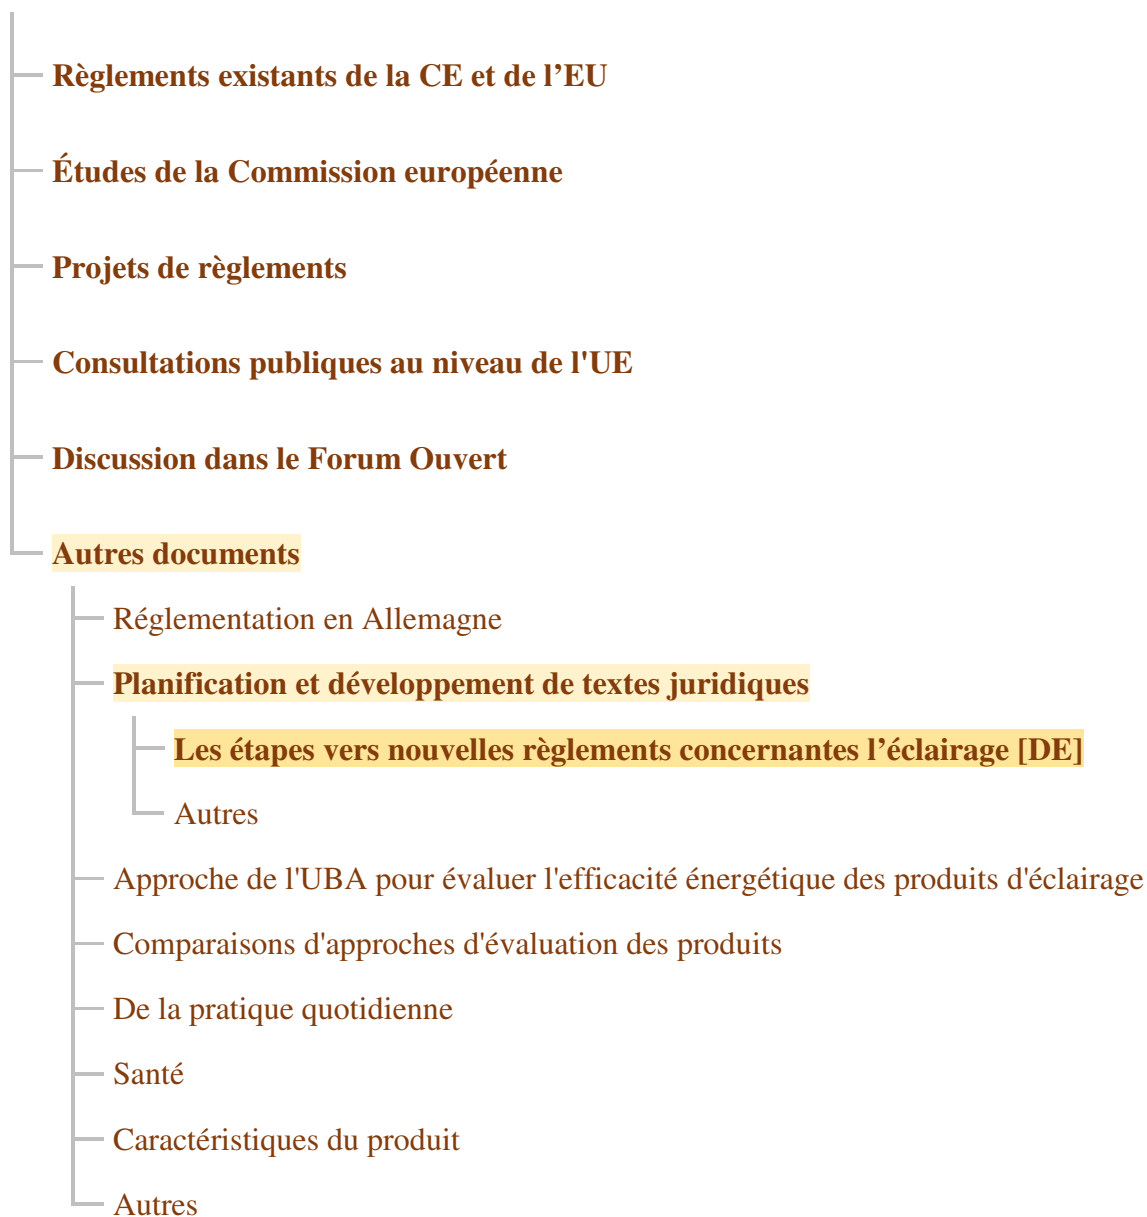 Règlements existants de la CE et de l’EU
Études de la Commission européenne
Projets de règlements
Consultations publiques au niveau de l'UE
Discussion dans le Forum Ouvert
Autres documents
Réglementation en Allemagne
Planification et développement de textes juridiques
Les étapes vers nouvelles règlements concernantes l’éclairage [DE]
Autres
Approche de l'UBA pour évaluer l'efficacité énergétique des produits d'éclairage
Comparaisons d'approches d'évaluation des produits
De la pratique quotidienne
Santé
Caractéristiques du produit
Autres